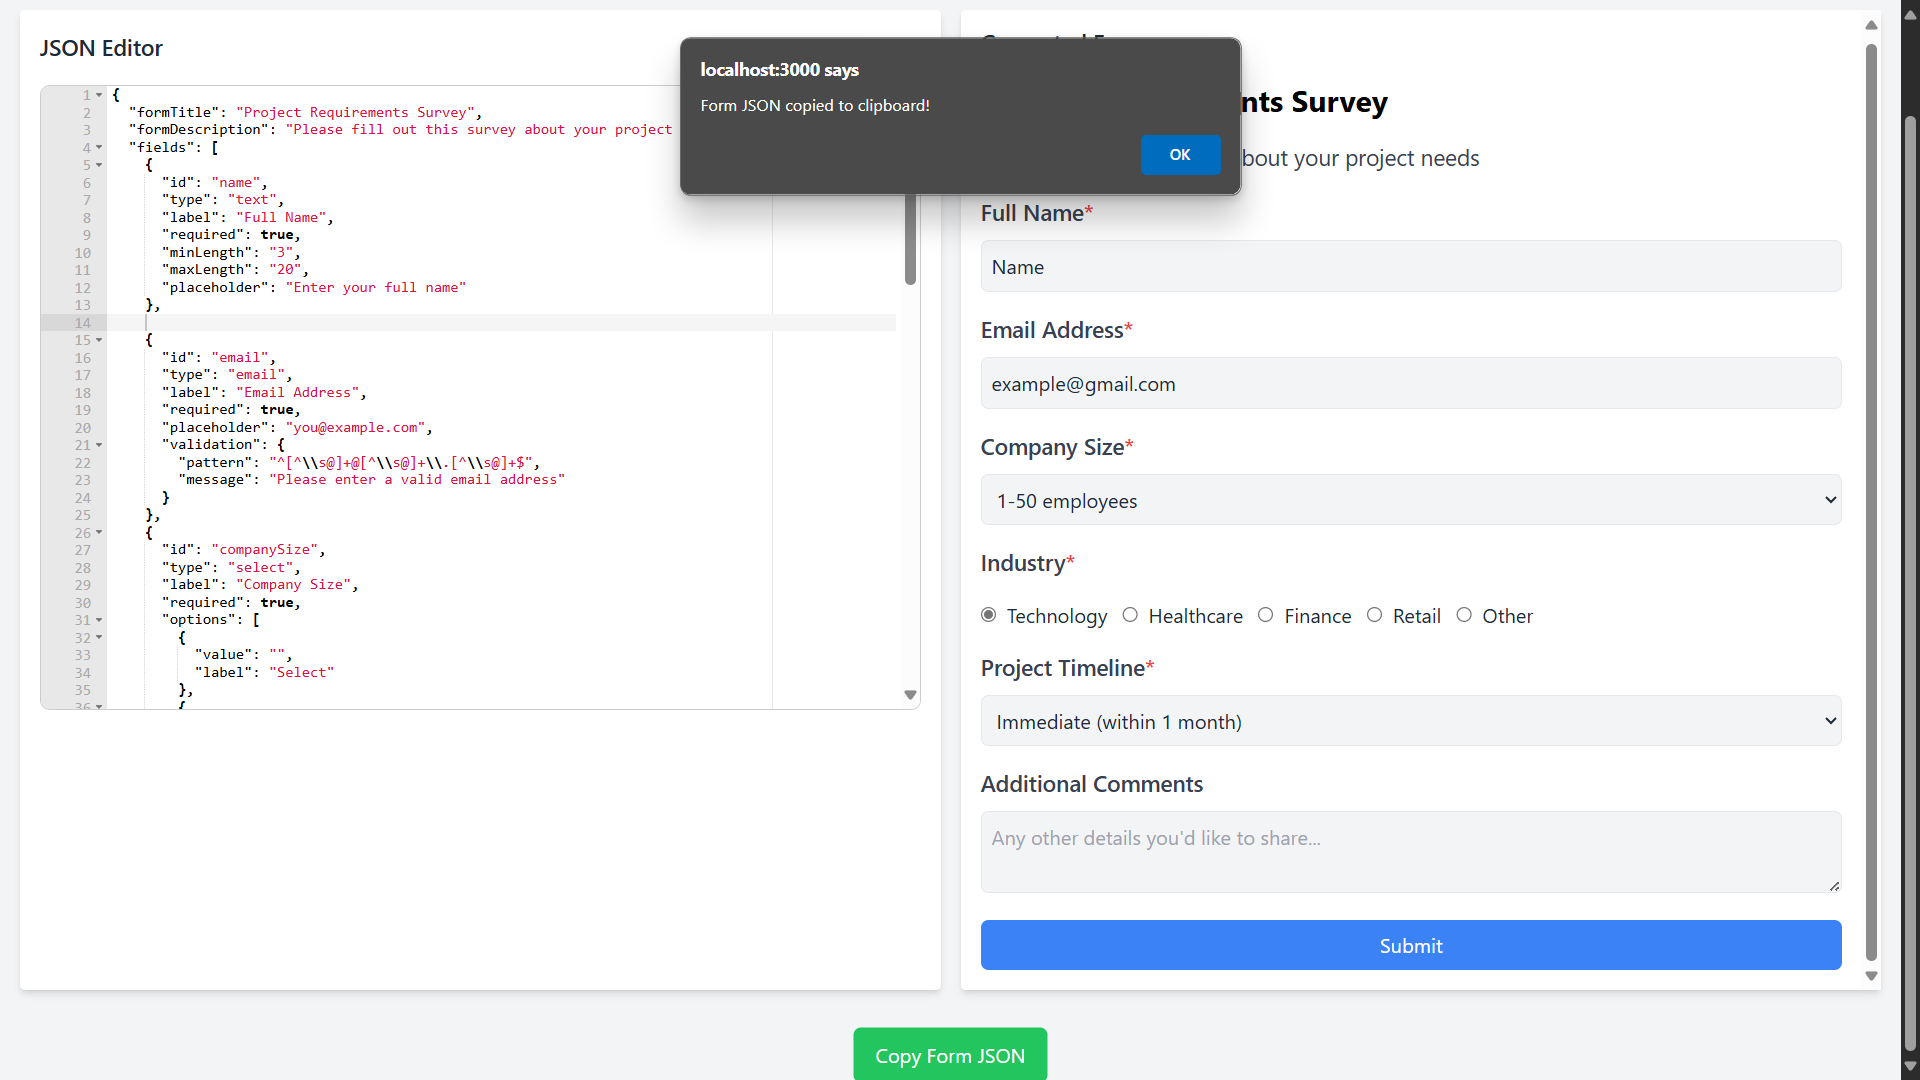 JSON Editor
1 {
2 "formTitle": "Project Requirements Survey",
3 "formDescription": "Please fill out this survey about your project
4 "fields": [
5 {
6 "id": "name",
7 "type": "text",
8 "label": "Full Name",
9 "required": true,
10 "minLength": "3",
11 "maxLength": "20",
12 "placeholder": "Enter your full name"
13 },
14
15 {
16 "id": "email",
17 "type": "email",
18 "label": "Email Address",
19 "required": true,
20 "placeholder": "you@example.com",
21 "validation": {
22 "pattern": "^[^\\s@]+@[^\\s@]+\\.[^\\s@]+$",
23 "message": "Please enter a valid email address"
24 }
25 },
26 {
27 "id": "companySize",
28 "type": "select",
29 "label": "Company Size",
30 "required": true,
31 "options": [
32 {
33 "value": "",
34 "label": "Select"
35 },
36 {
localhost:3000 says
Form JSON copied to clipboard!
OK
nts Survey
bout your project needs
Full Name*
Name
Email Address*
example@gmail.com
Company Size*
1-50 employees
Industry*
Technology Healthcare Finance Retail Other
Project Timeline*
Immediate (within 1 month)
Additional Comments
Any other details you'd like to share...
Submit
Copy Form JSON